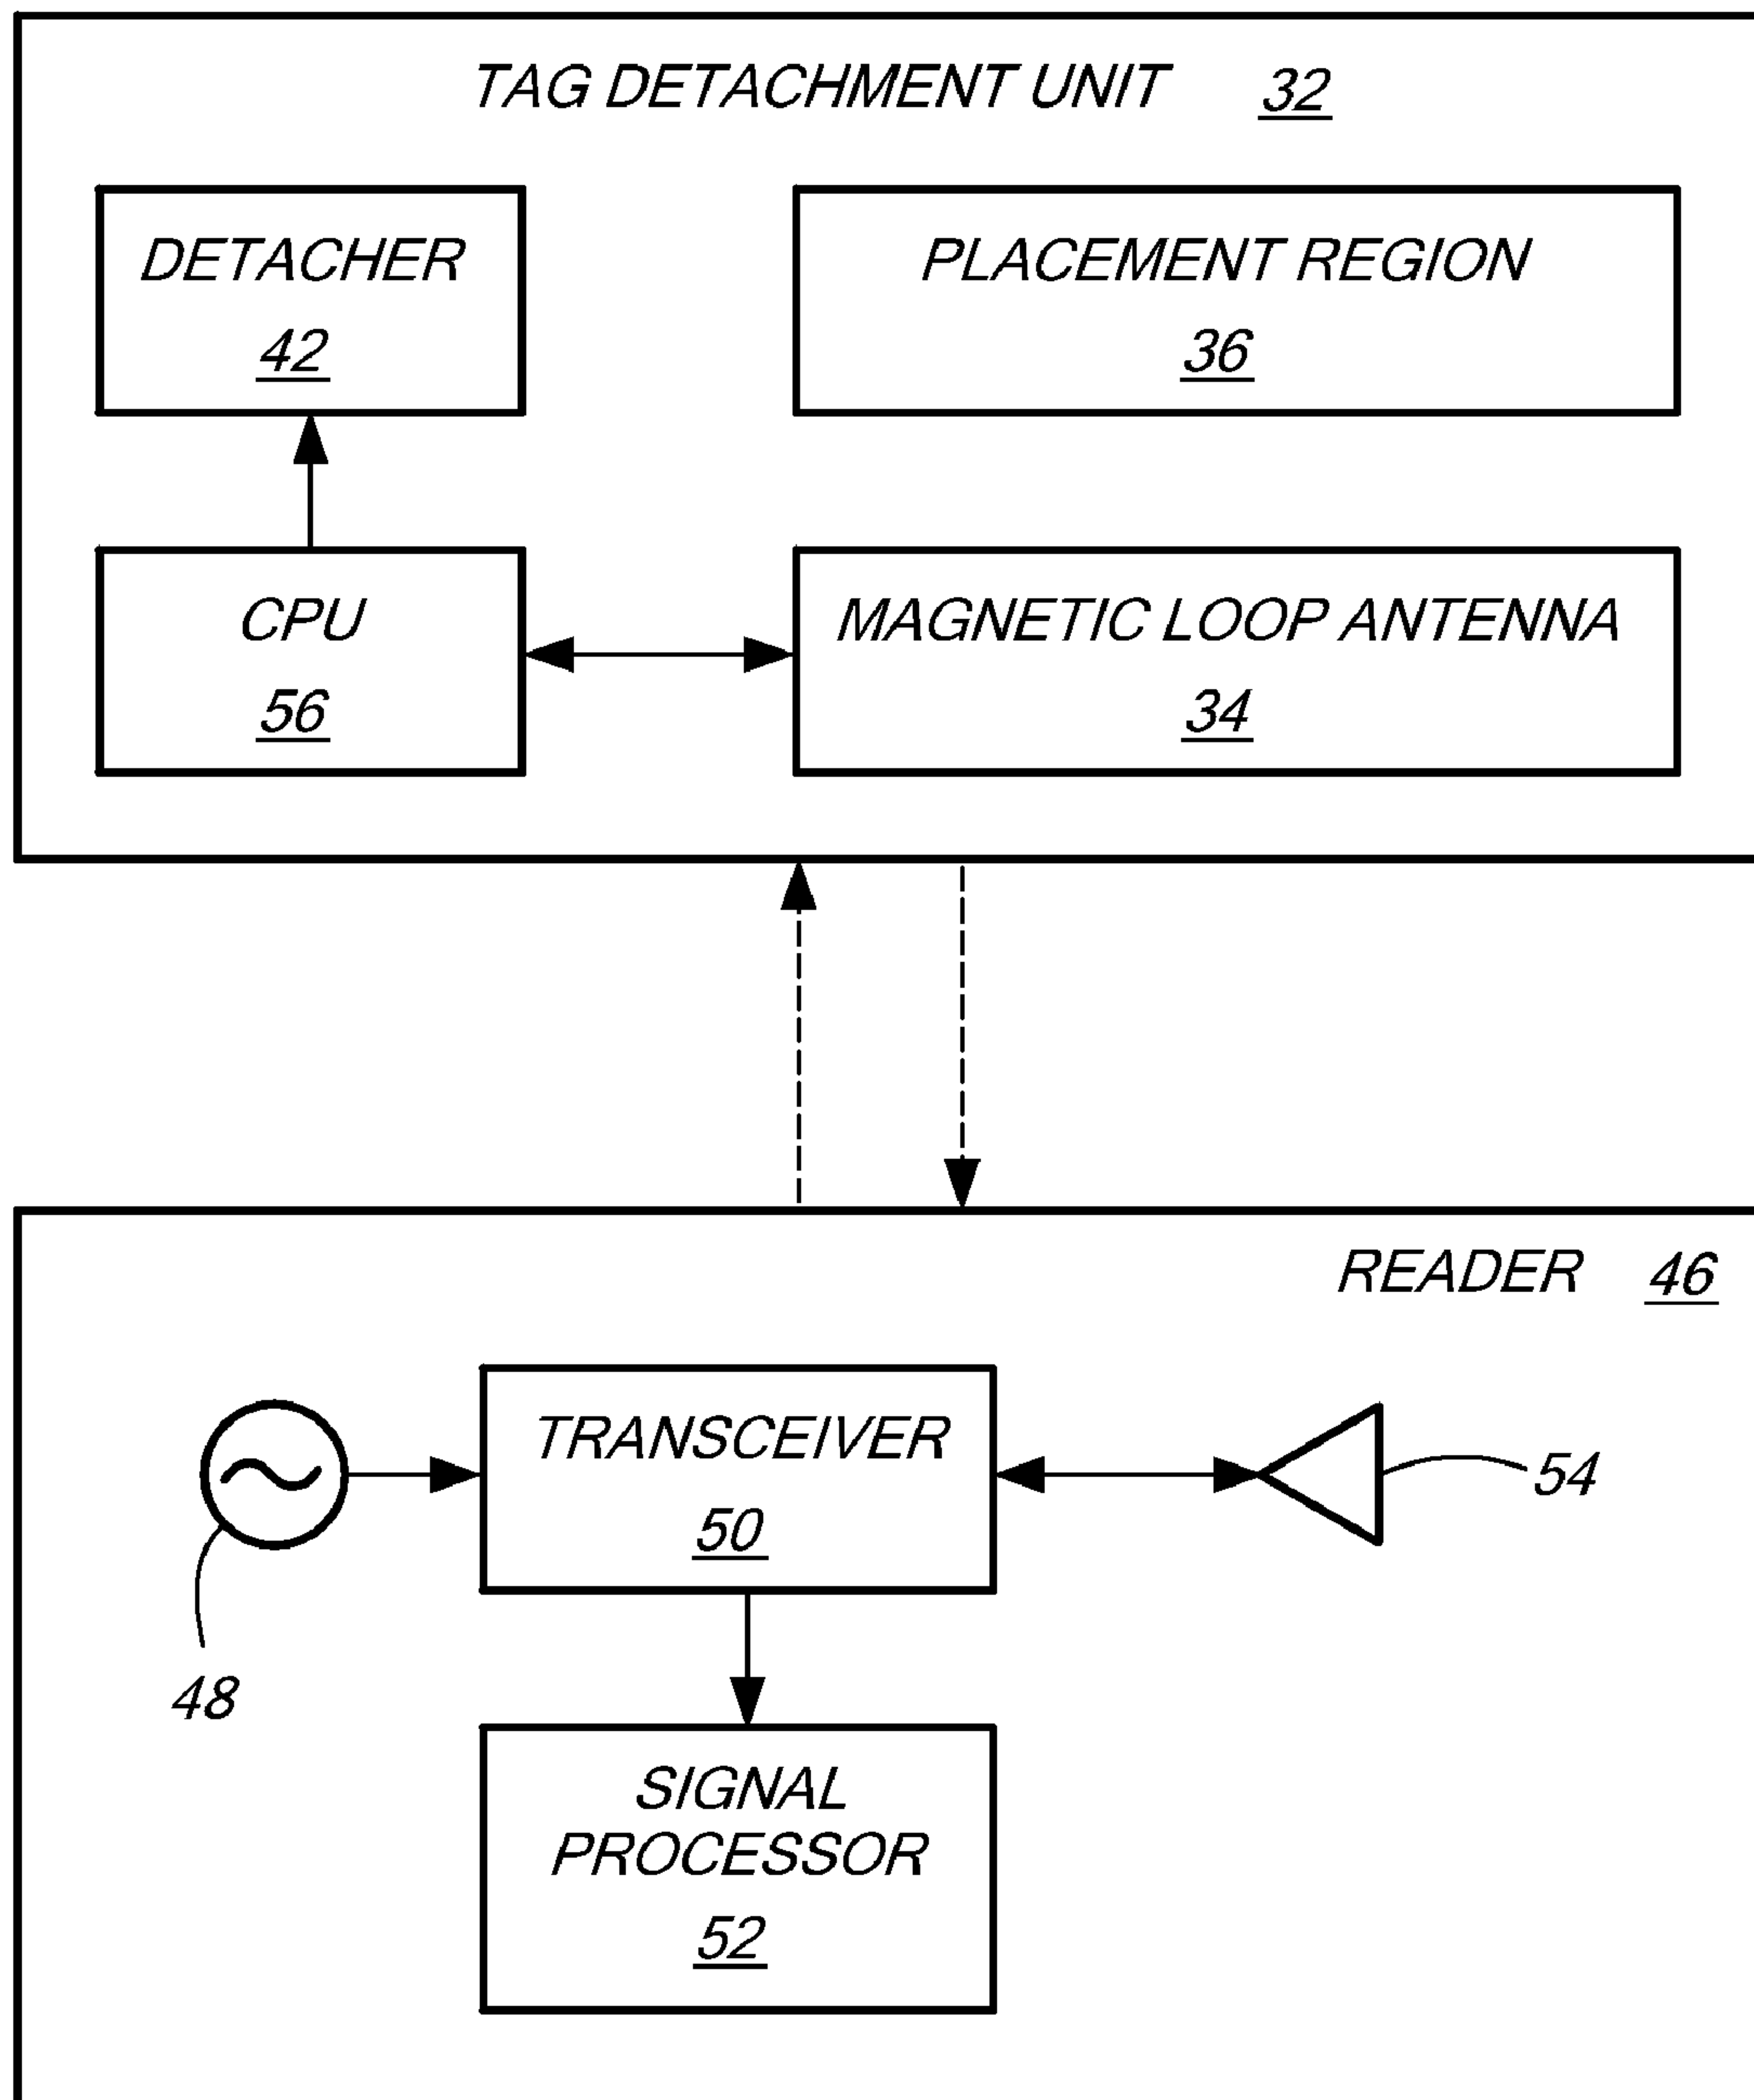 TAG DETACHMENT UNIT 32
DETACHER
42
PLACEMENT REGION
36
CPU
56
MAGNETIC LOOP ANTENNA
34
READER 46
TRANSCEIVER
50
54
48
SIGNAL
PROCESSOR
52